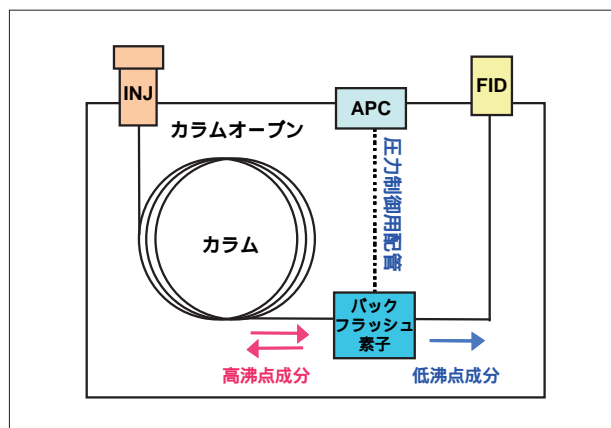 INJ
APC
FID
カラムオーブン
圧力制御用配管
カラム
バック
フラッシュ
素子
高沸点成分
低沸点成分